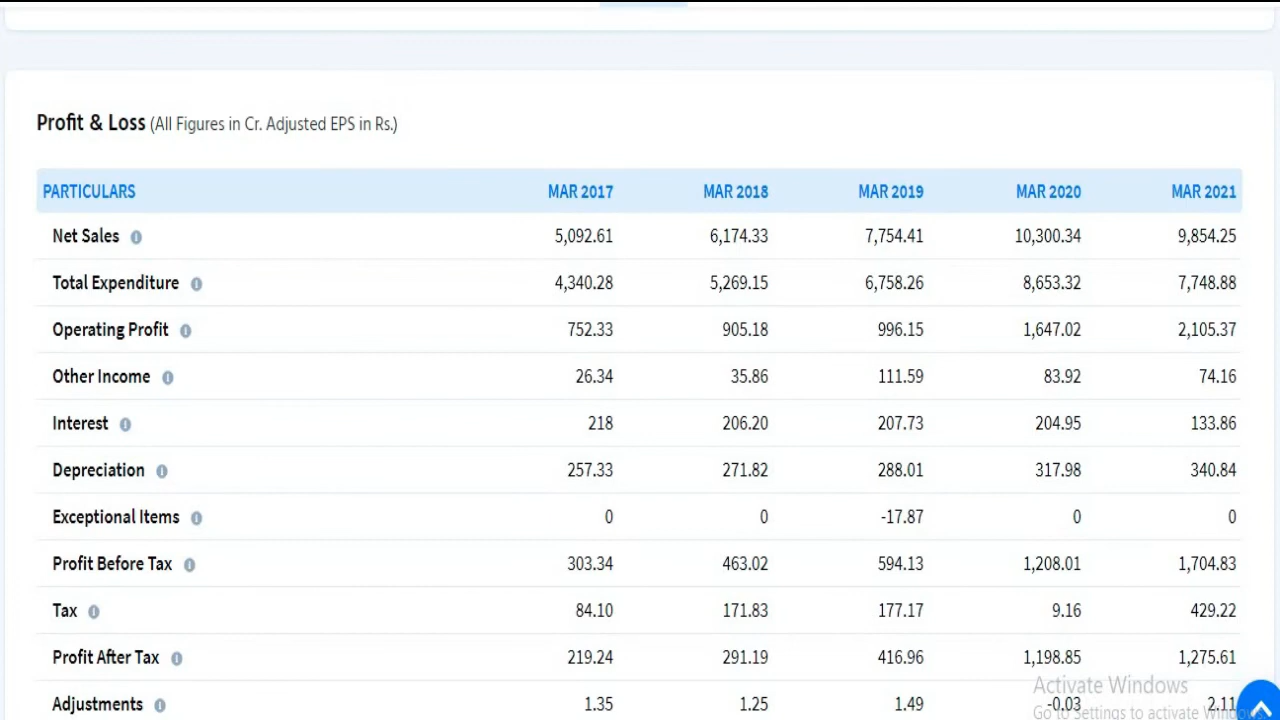 Profit & Loss (All Figures in Cr. Adjusted EPS in Rs.)
PARTICULARS MAR 2017 MAR 2018 MAR 2019 MAR 2020 MAR 2021
Net Sales 5,092.61 6,174.33 7,754.41 10,300.34 9,854.25
Total Expenditure 4,340.28 5,269.15 6,758.26 8,653.32 7,748.88
Operating Profit 752.33 905.18 996.15 1,647.02 2,105.37
Other Income 26.34 35.86 111.59 83.92 74.16
Interest 218 206.20 207.73 204.95 133.86
Depreciation 257.33 271.82 288.01 317.98 340.84
Exceptional Items 0 0 -17.87 0 0
Profit Before Tax 303.34 463.02 594.13 1,208.01 1,704.83
Tax 84.10 171.83 177.17 9.16 429.22
Profit After Tax 219.24 291.19 416.96 1,198.85 1,275.61
Adjustments 1.35 1.25 1.49 -0.03 2.11
Activate Windows
Go to Settings to activate Windows.